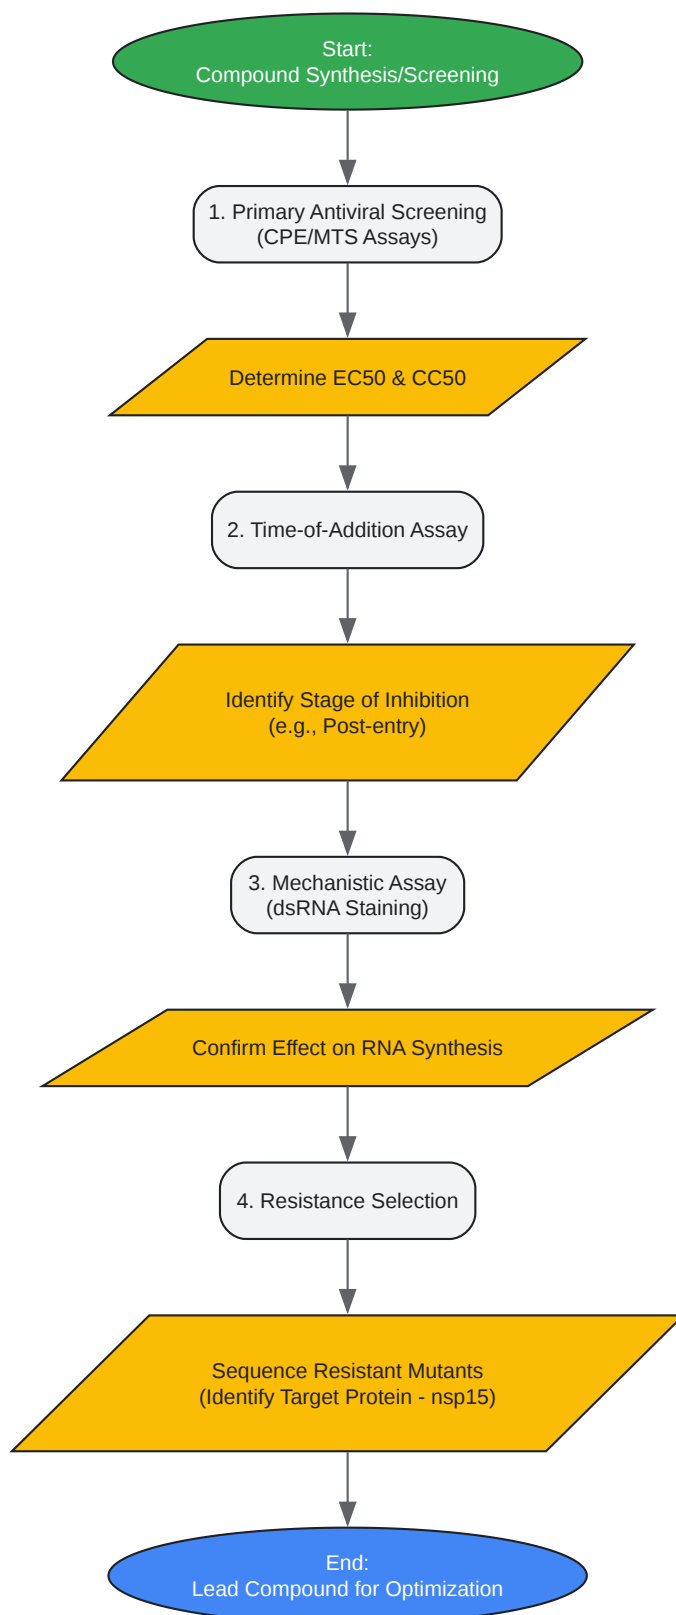 Start:
Compound Synthesis/Screening
1. Primary Antiviral Screening
(CPE/MTS Assays)
Determine EC50 & CC50
2. Time-of-Addition Assay
Identify Stage of Inhibition
(e.g., Post-entry)
3. Mechanistic Assay
(dsRNA Staining)
Confirm Effect on RNA Synthesis
4. Resistance Selection
Sequence Resistant Mutants
(Identify Target Protein - nsp15)
End:
Lead Compound for Optimization